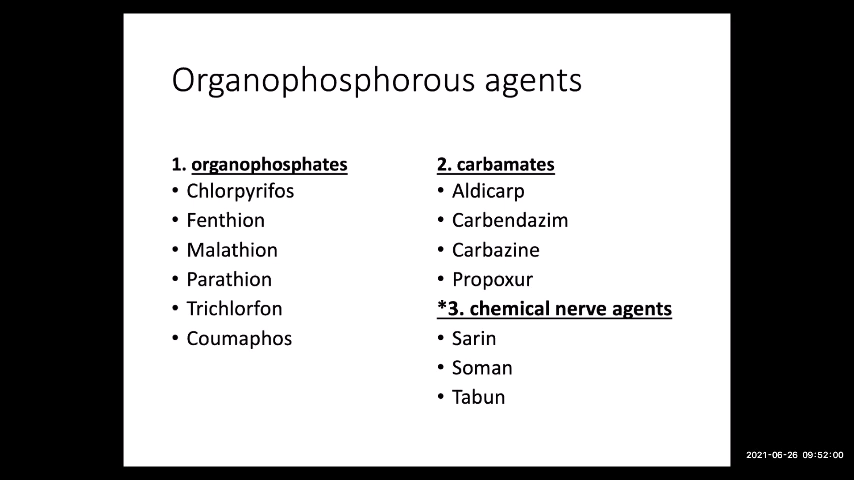 Organophosphorous agents
1. organophosphates
• Chlorpyrifos
• Fenthion
• Malathion
• Parathion
• Trichlorfon
• Coumaphos
2. carbamates
• Aldicarp
• Carbendazim
• Carbazine
• Propoxur
*3. chemical nerve agents
• Sarin
• Soman
• Tabun
2021-06-26 09:52:00